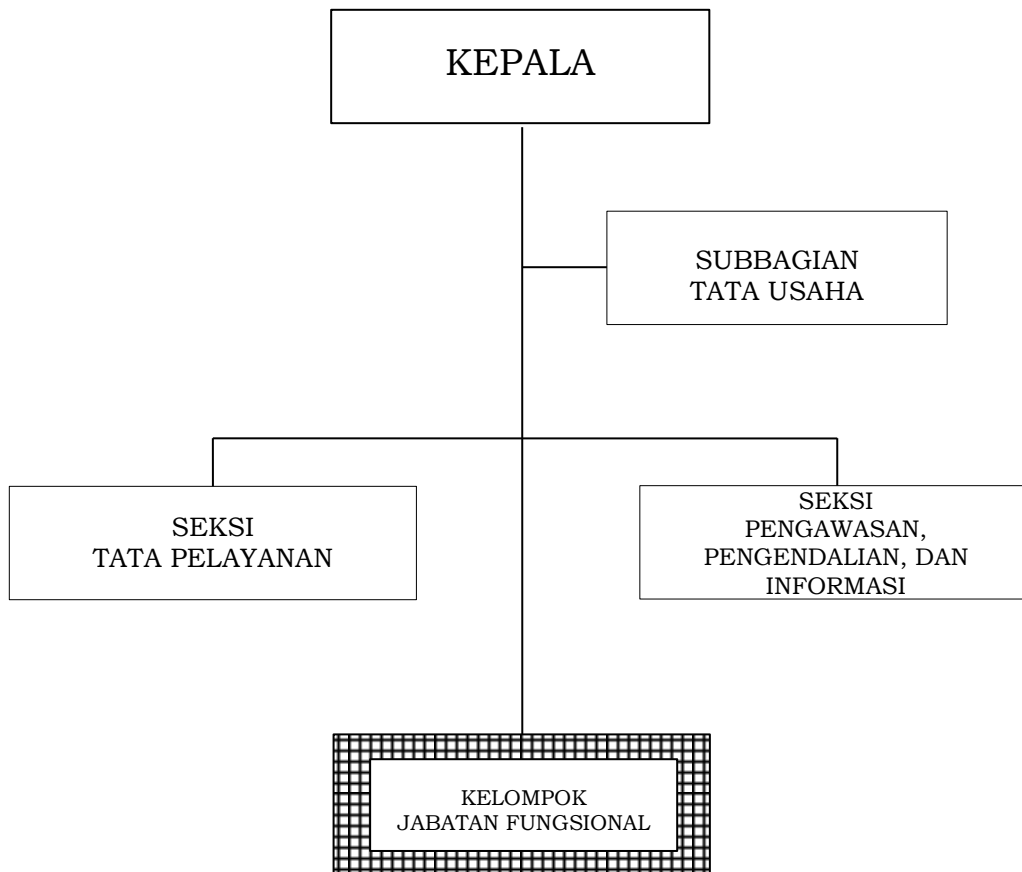 KEPALA
SUBBAGIAN
TATA USAHA
SEKSI
TATA PELAYANAN
SEKSI
PENGAWASAN,
PENGENDALIAN, DAN
INFORMASI
KELOMPOK
JABATAN FUNGSIONAL